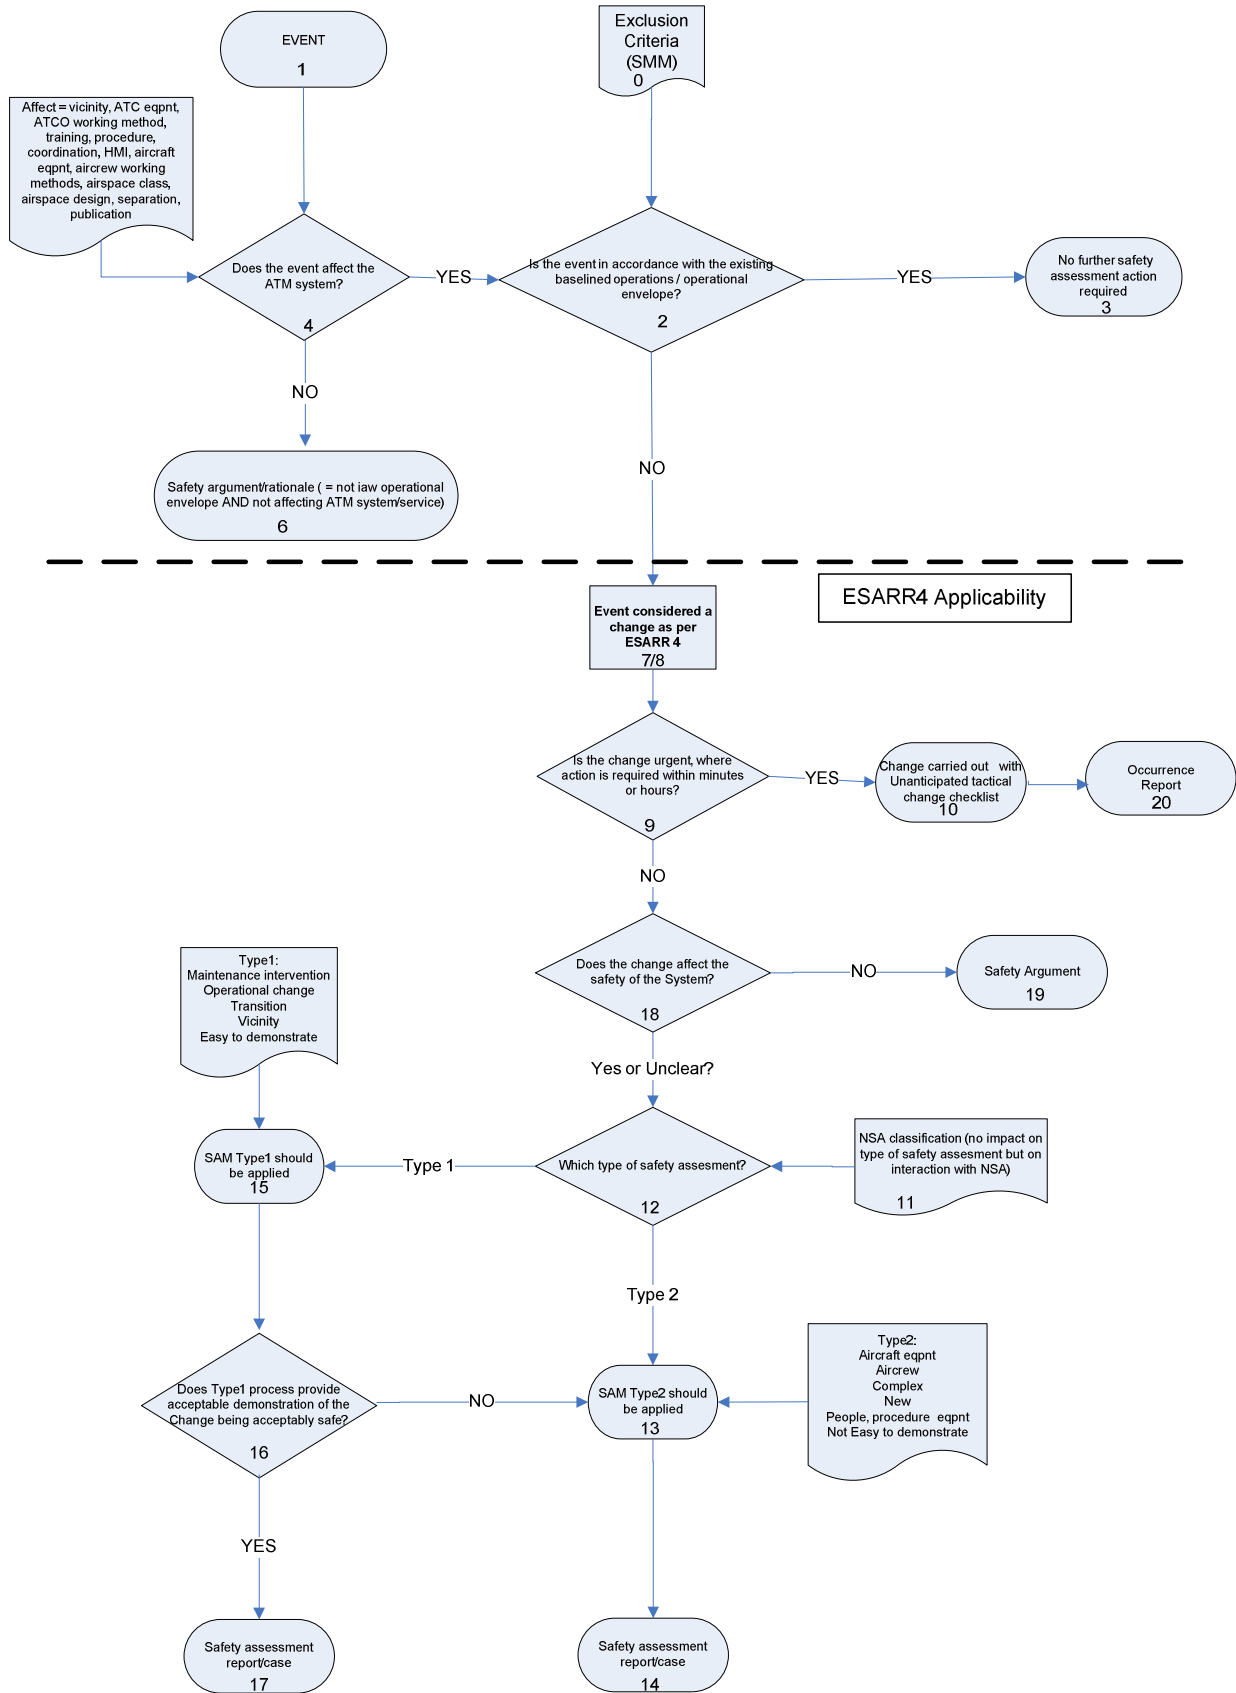 EVENT
1
Exclusion
Criteria
(SMM)
0
Affect = vicinity, ATC eqpnt,
ATCO working method,
training, procedure,
coordination, HMI, aircraft
eqpnt, aircrew working
methods, airspace class,
airspace design, separation,
publication
Does the event affect the
ATM system?
4
YES
Is the event in accordance with the existing
baselined operations / operational
envelope?
2
YES
No further safety
assessment action
required
3
NO
NO
Safety argument/rationale ( = not iaw operational
envelope AND not affecting ATM system/service)
6
ESARR4 Applicability
Event considered a
change as per
ESARR 4
7/8
Is the change urgent, where
action is required within minutes
or hours?
9
YES
Change carried out with
Unanticipated tactical
change checklist
10
Occurrence
Report
20
NO
Does the change affect the
safety of the System?
18
NO
Safety Argument
19
Type1:
Maintenance intervention
Operational change
Transition
Vicinity
Easy to demonstrate
Yes or Unclear?
SAM Type1 should
be applied
15
Type 1
Which type of safety assesment?
12
NSA classification (no impact on
type of safety assesment but on
interaction with NSA)
11
Type 2
Does Type1 process provide
acceptable demonstration of the
Change being acceptably safe?
16
NO
SAM Type2 should
be applied
13
Type2:
Aircraft eqpnt
Aircrew
Complex
New
People, procedure eqpnt
Not Easy to demonstrate
YES
Safety assessment
report/case
17
Safety assessment
report/case
14